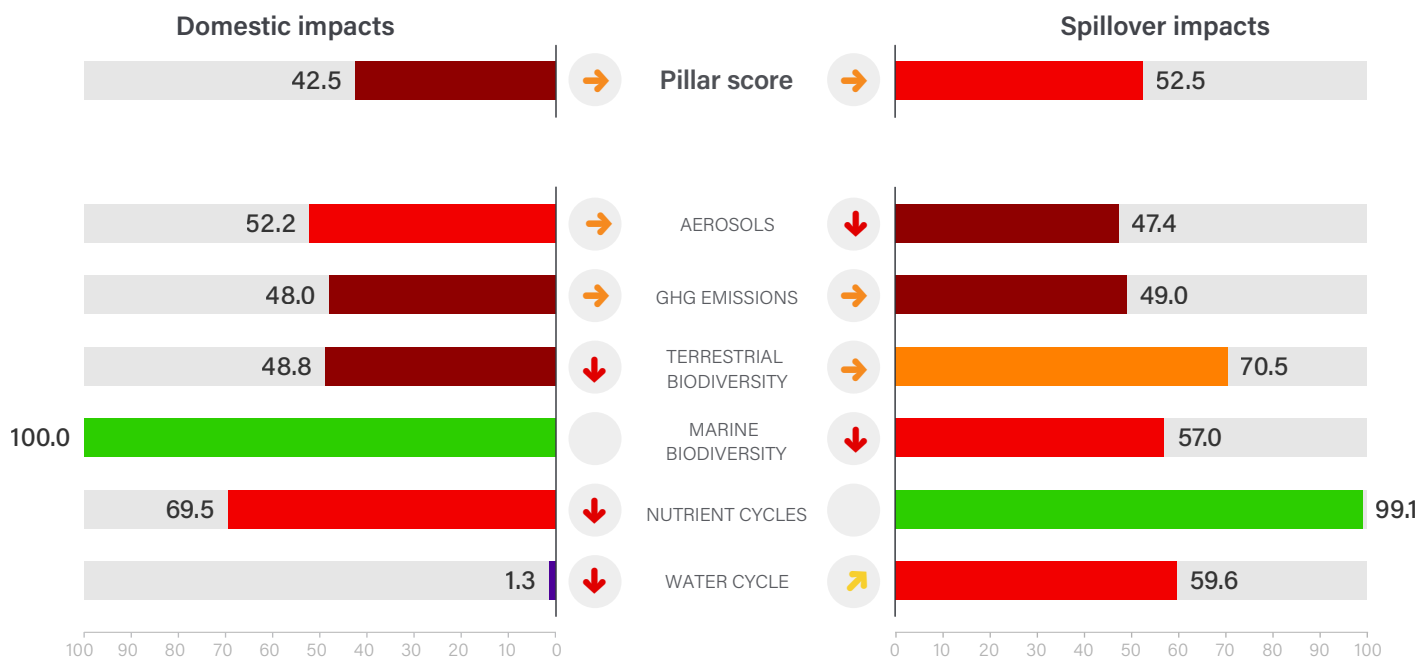 Domestic impacts
Spillover impacts
42.5
Pillar score
52.5
52.2
AEROSOLS
47.4
48.0
GHG EMISSIONS
49.0
48.8
TERRESTRIAL
BIODIVERSITY
70.5
100.0
MARINE
BIODIVERSITY
57.0
69.5
NUTRIENT CYCLES
99.1
1.3
WATER CYCLE
59.6
100 90 80 70 60 50 40 30 20 10 0
0 10 20 30 40 50 60 70 80 90 100